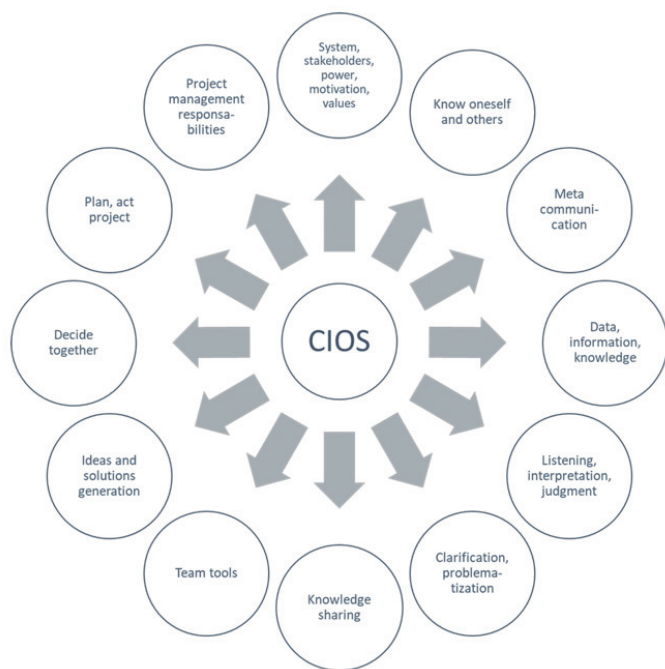 System,
stakeholders,
power,
motivation,
values
Know oneself
and others
Meta
communi-
cation
Data,
information,
knowledge
Listening,
interpretation,
judgment
Clarification,
problema-
tization
Knowledge
sharing
Team tools
Ideas and
solutions
generation
Decide
together
Plan, act
project
Project
management
responsa-
bilities
CIOS